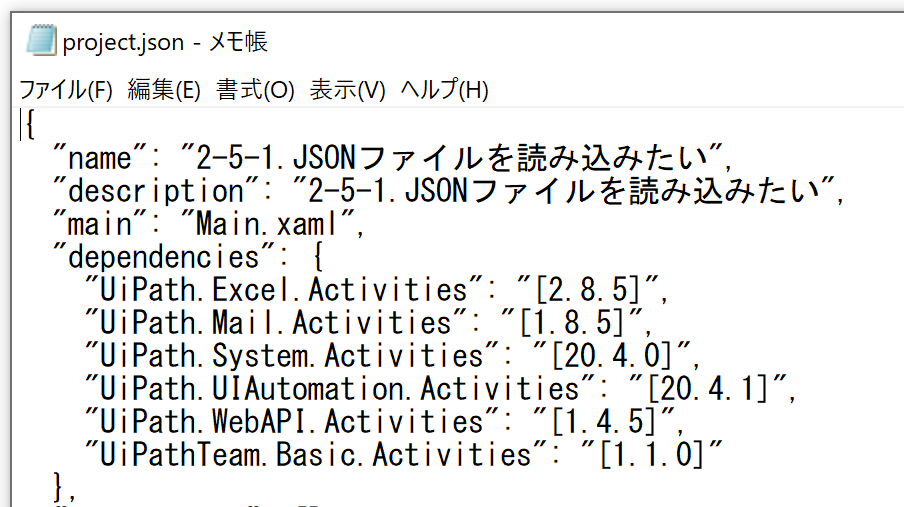 project.json - メモ帳
ファイル(F) 編集(E) 書式(O) 表示(V) ヘルプ(H)
{
"name": "2-5-1.JSONファイルを読み込みたい",
"description": "2-5-1.JSONファイルを読み込みたい",
"main": "Main.xaml",
"dependencies": {
"UiPath.Excel.Activities": "[2.8.5]",
"UiPath.Mail.Activities": "[1.8.5]",
"UiPath.System.Activities": "[20.4.0]",
"UiPath.UIAutomation.Activities": "[20.4.1]",
"UiPath.WebAPI.Activities": "[1.4.5]",
"UiPathTeam.Basic.Activities": "[1.1.0]"
},